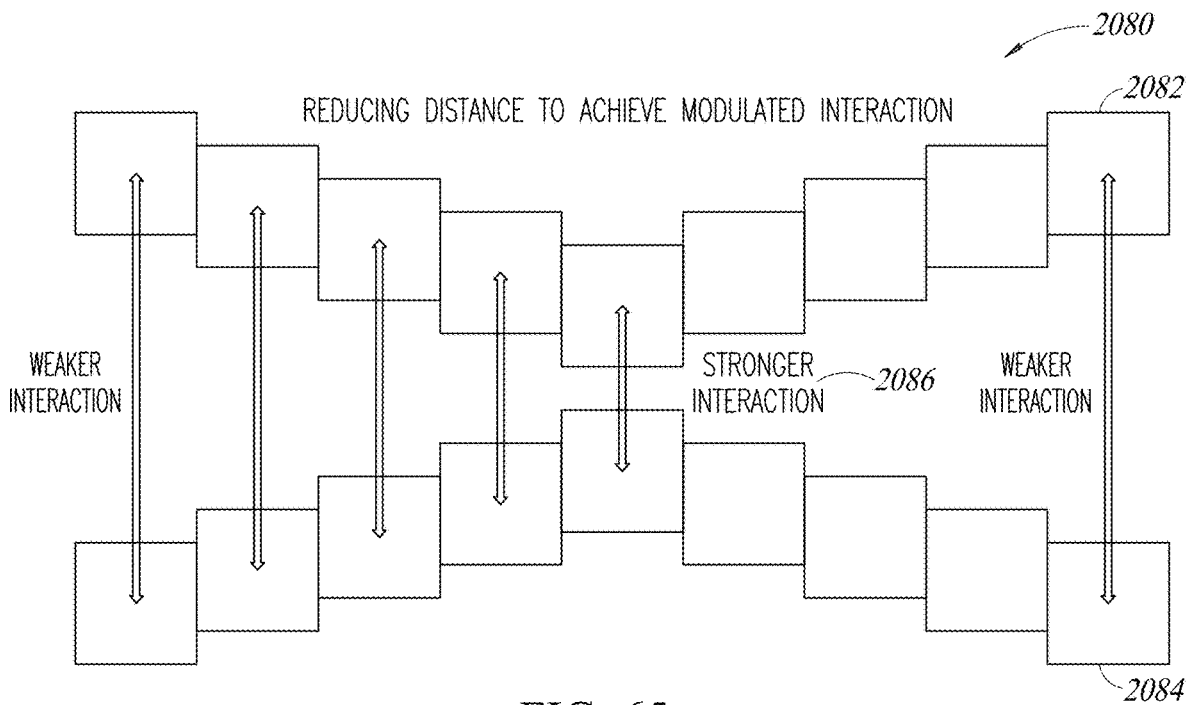 2080
2082
REDUCING DISTANCE TO ACHIEVE MODULATED INTERACTION
WEAKER
INTERACTION
STRONGER
INTERACTION
2086
WEAKER
INTERACTION
2084